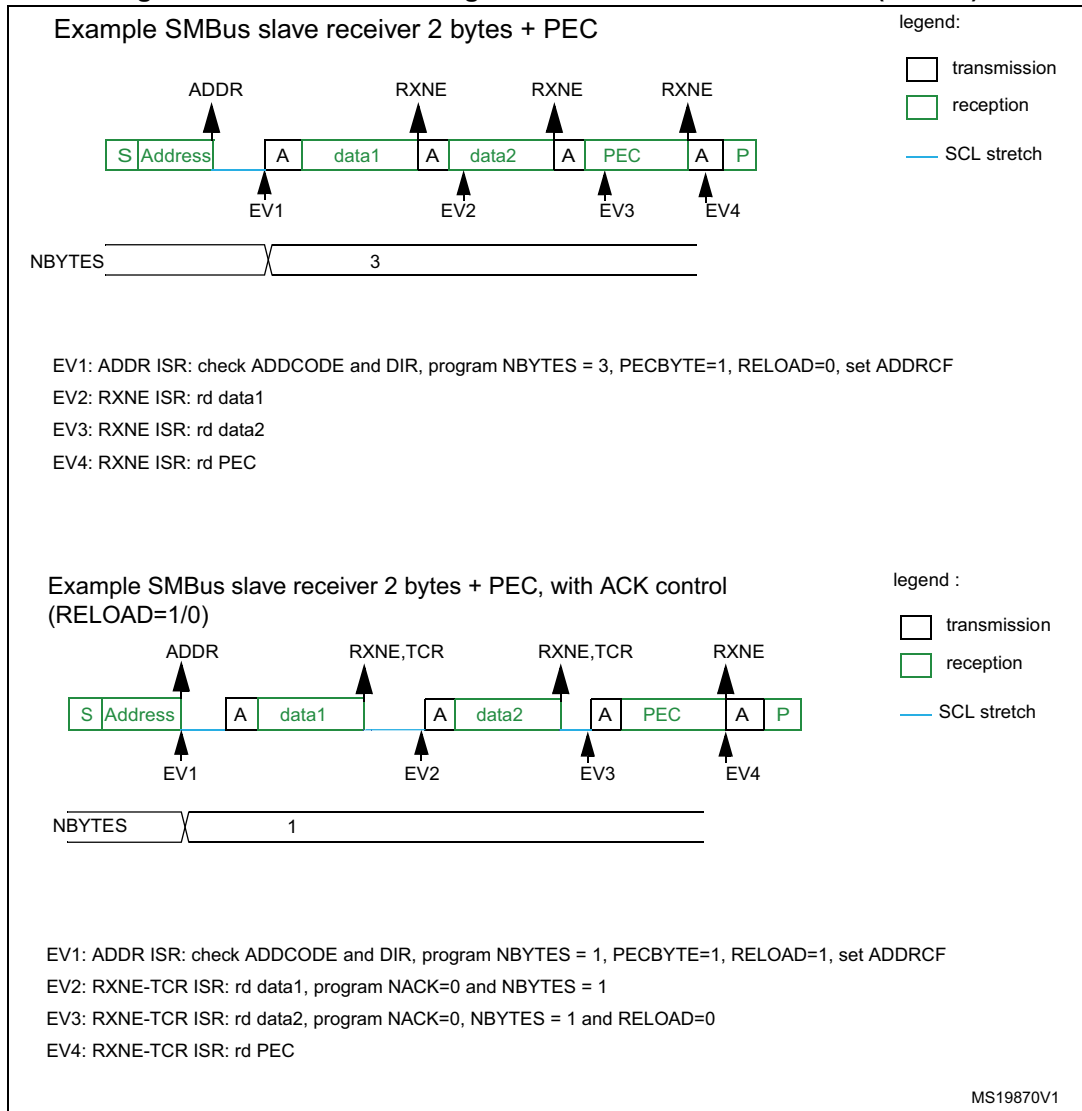 Example SMBus slave receiver 2 bytes + PEC
legend:
transmission
reception
SCL stretch
ADDR RXNE RXNE RXNE
S Address A data1 A data2 A PEC A P
EV1 EV2 EV3 EV4
NBYTES 3
EV1: ADDR ISR: check ADDCODE and DIR, program NBYTES = 3, PECBYTE=1, RELOAD=0, set ADDRCF
EV2: RXNE ISR: rd data1
EV3: RXNE ISR: rd data2
EV4: RXNE ISR: rd PEC
Example SMBus slave receiver 2 bytes + PEC, with ACK control
(RELOAD=1/0)
legend :
transmission
reception
SCL stretch
ADDR RXNE,TCR RXNE,TCR RXNE
S Address A data1 A data2 A PEC A P
EV1 EV2 EV3 EV4
NBYTES 1
EV1: ADDR ISR: check ADDCODE and DIR, program NBYTES = 1, PECBYTE=1, RELOAD=1, set ADDRCF
EV2: RXNE-TCR ISR: rd data1, program NACK=0 and NBYTES = 1
EV3: RXNE-TCR ISR: rd data2, program NACK=0, NBYTES = 1 and RELOAD=0
EV4: RXNE-TCR ISR: rd PEC
MS19870V1